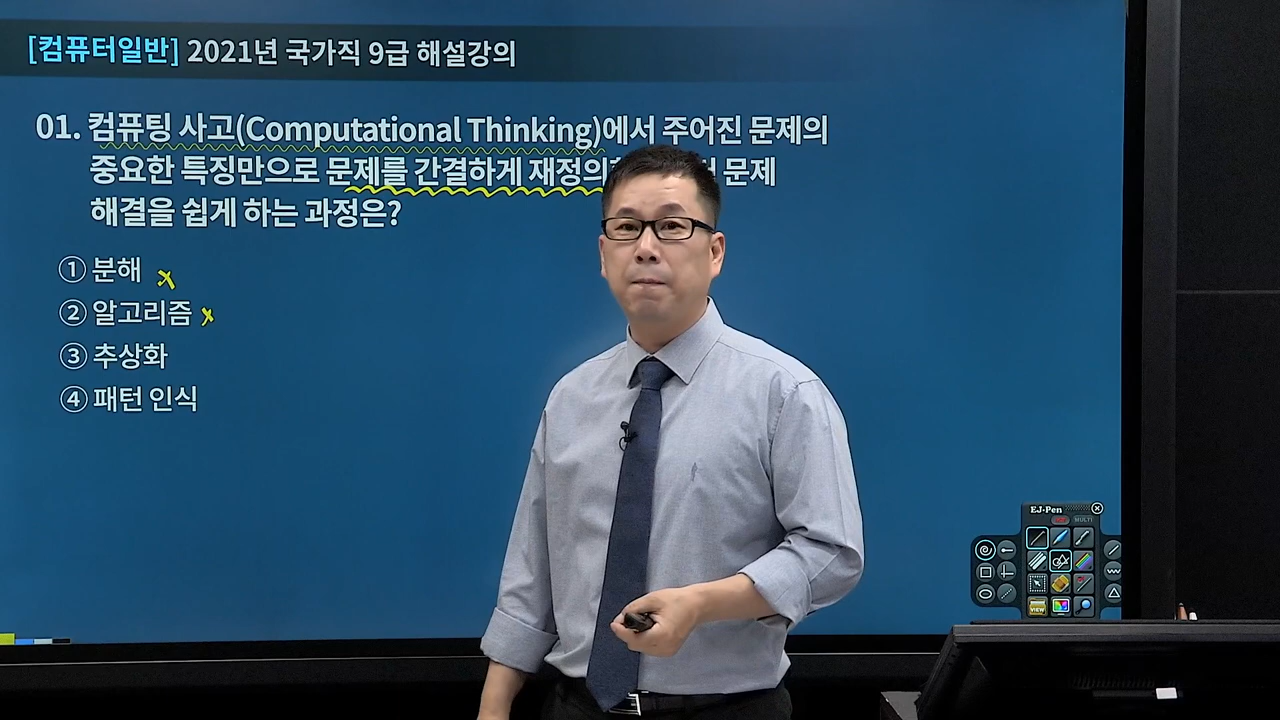 [컴퓨터일반] 2021년 국가직 9급 해설강의
01. 컴퓨팅 사고(Computational Thinking)에서 주어진 문제의
중요한 특징만으로 문제를 간결하게 문제
해결을 쉽게 하는 과정은?
① 분해
② 알고리즘
③ 추상화
④ 패턴 인식
EJ-Pen
MULTI
VIEW